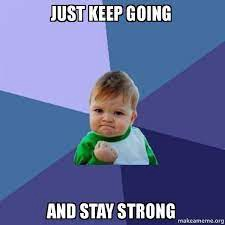 JUST KEEP GOING
AND STAY STRONG
makeameme.org